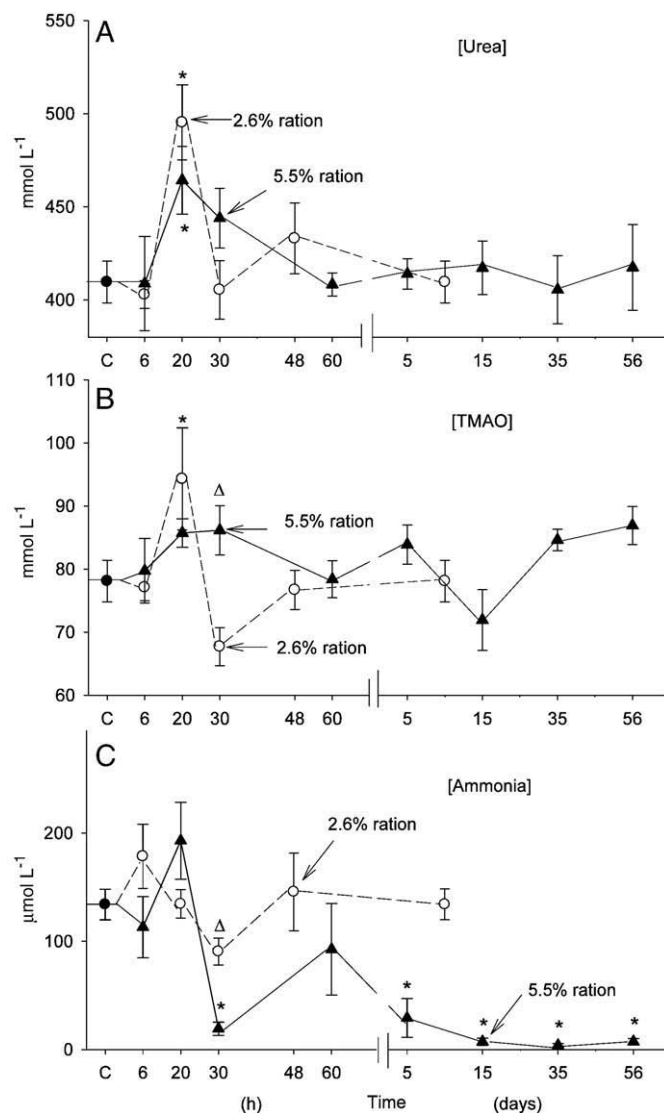 A
[Urea]
550
500
450
400
mmol L⁻¹
*
2.6% ration
5.5% ration
*
C 6 20 30 48 60 5 15 35 56
B
[TMAO]
110
100
90
80
70
60
mmol L⁻¹
*
Δ
5.5% ration
2.6% ration
C 6 20 30 48 60 5 15 35 56
C
[Ammonia]
200
100
0
μmol L⁻¹
2.6% ration
Δ
*
* * * *
5.5% ration
C 6 20 30 48 60 5 15 35 56
(h) Time (days)